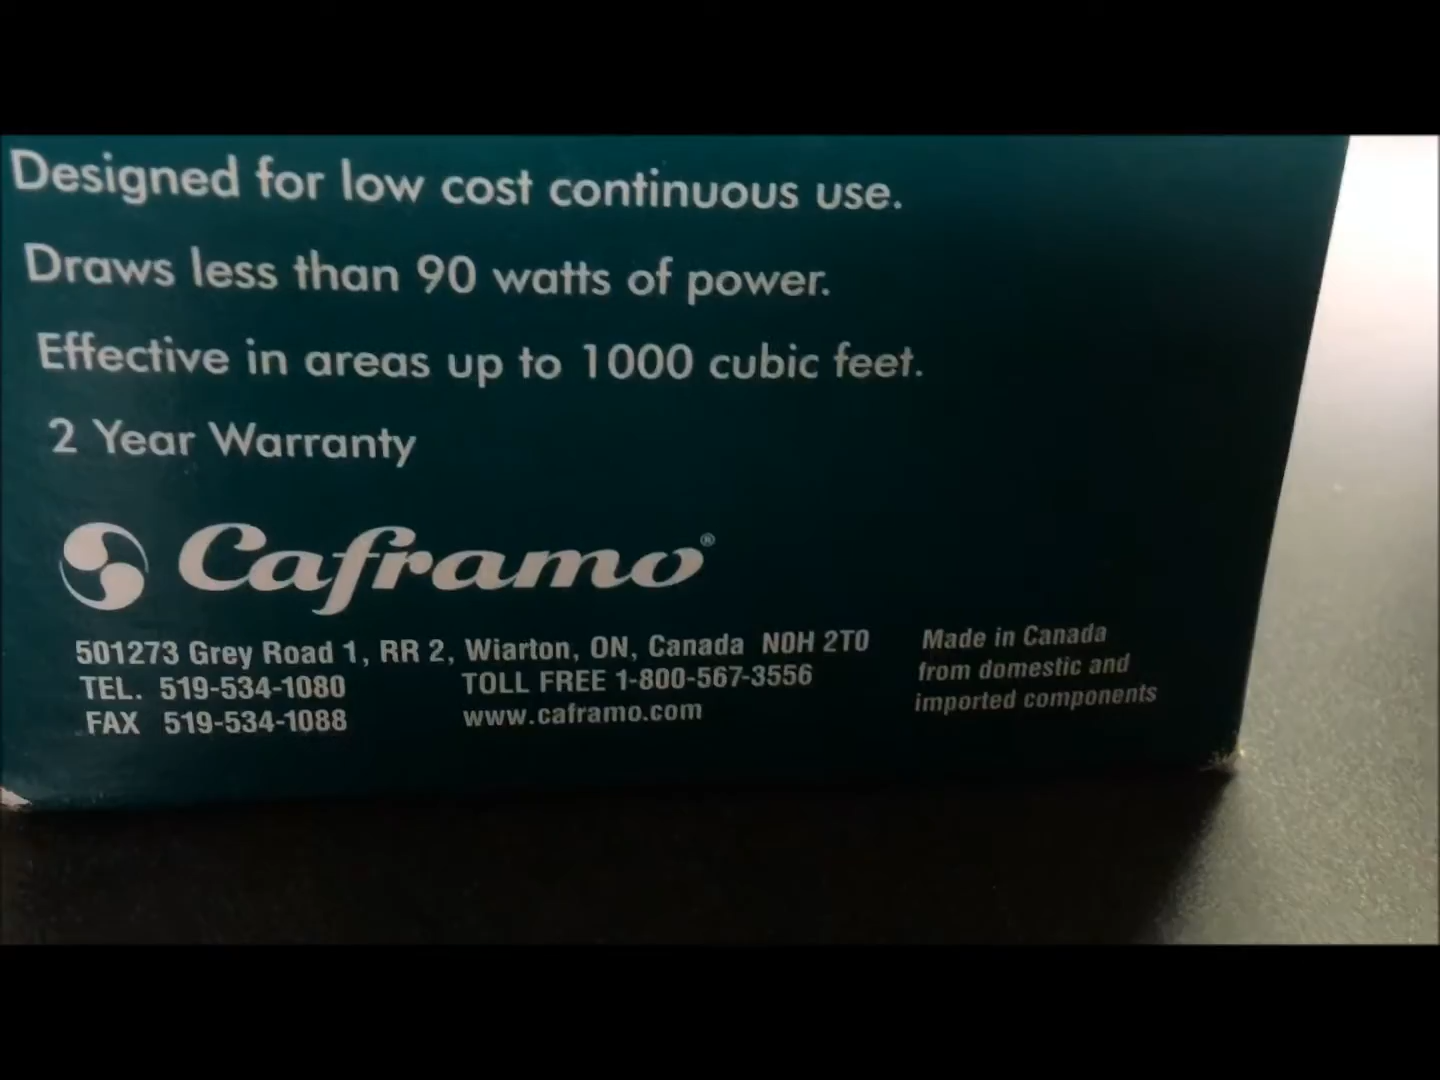 Designed for low cost continuous use.
Draws less than 90 watts of power.
Effective in areas up to 1000 cubic feet.
2 Year Warranty
Caframo®
501273 Grey Road 1, RR 2, Wiarton, ON, Canada N0H 2T0
TEL. 519-534-1080
TOLL FREE 1-800-567-3556
FAX 519-534-1088
www.caframo.com
Made in Canada
from domestic and
imported components